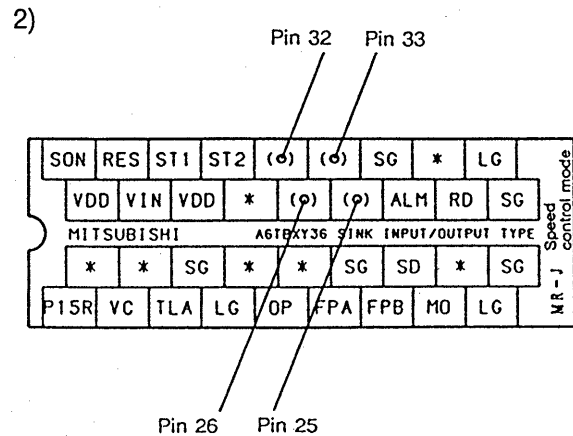 2)
Pin 32 Pin 33
SON RES ST1 ST2 (o) (o) SG * LG
VDD VIN VDD * (o) (o) ALM RD SG
MITSUBISHI A6TBXY36 SINK INPUT/OUTPUT TYPE
* * SG * * SG SD * SG
P15R VC TLA LG OP FPA FPB MO LG
MR-J Speed
control mode
Pin 26 Pin 25